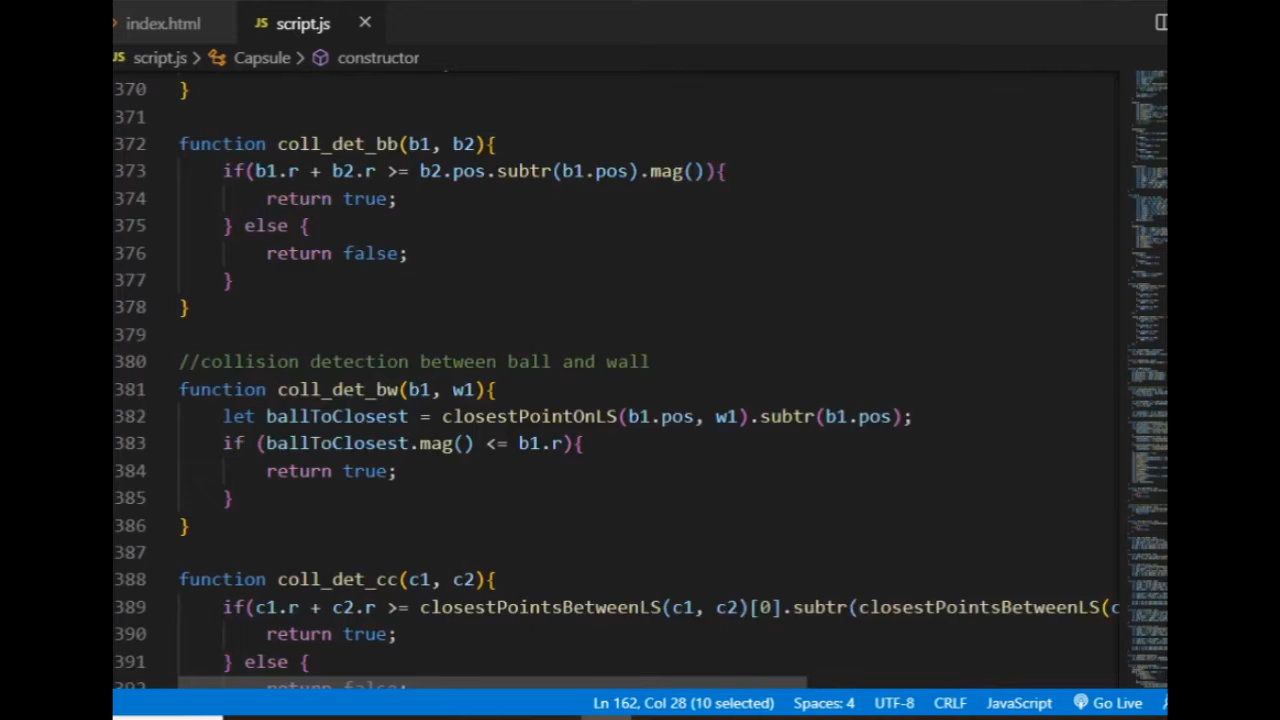 index.html
JS script.js ×
JS script.js > Capsule > constructor
370 }
371
372 function coll_det_bb(b1, b2){
373 if(b1.r + b2.r >= b2.pos.subtr(b1.pos).mag()){
374 return true;
375 } else {
376 return false;
377 }
378 }
379
380 //collision detection between ball and wall
381 function coll_det_bw(b1, w1){
382 let ballToClosest = closestPointOnLS(b1.pos, w1).subtr(b1.pos);
383 if (ballToClosest.mag() <= b1.r){
384 return true;
385 }
386 }
387
388 function coll_det_cc(c1, c2){
389 if(c1.r + c2.r >= closestPointsBetweenLS(c1, c2)[0].subtr(closestPointsBetweenLS(c
390 return true;
391 } else {
Ln 162, Col 28 (10 selected) Spaces: 4 UTF-8 CRLF JavaScript Go Live